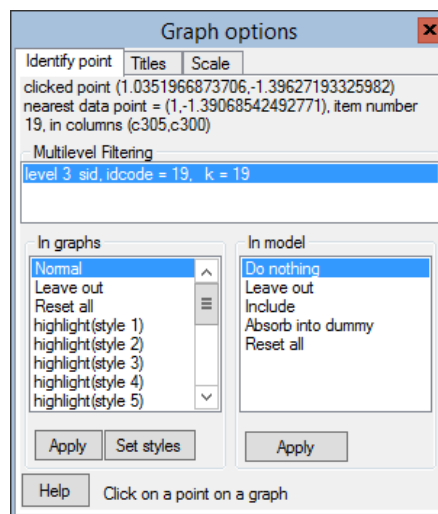 Graph options
x
Identify point Titles Scale
clicked point (1.0351966873706,-1.39627193325982)
nearest data point = (1,-1.39068542492771), item number
19, in columns (c305,c300)
Multilevel Filtering
level 3 sid, idcode = 19, k = 19
In graphs
Normal
Leave out
Reset all
highlight(style 1)
highlight(style 2)
highlight(style 3)
highlight(style 4)
highlight(style 5)
Apply Set styles
In model
Do nothing
Leave out
Include
Absorb into dummy
Reset all
Apply
Help Click on a point on a graph